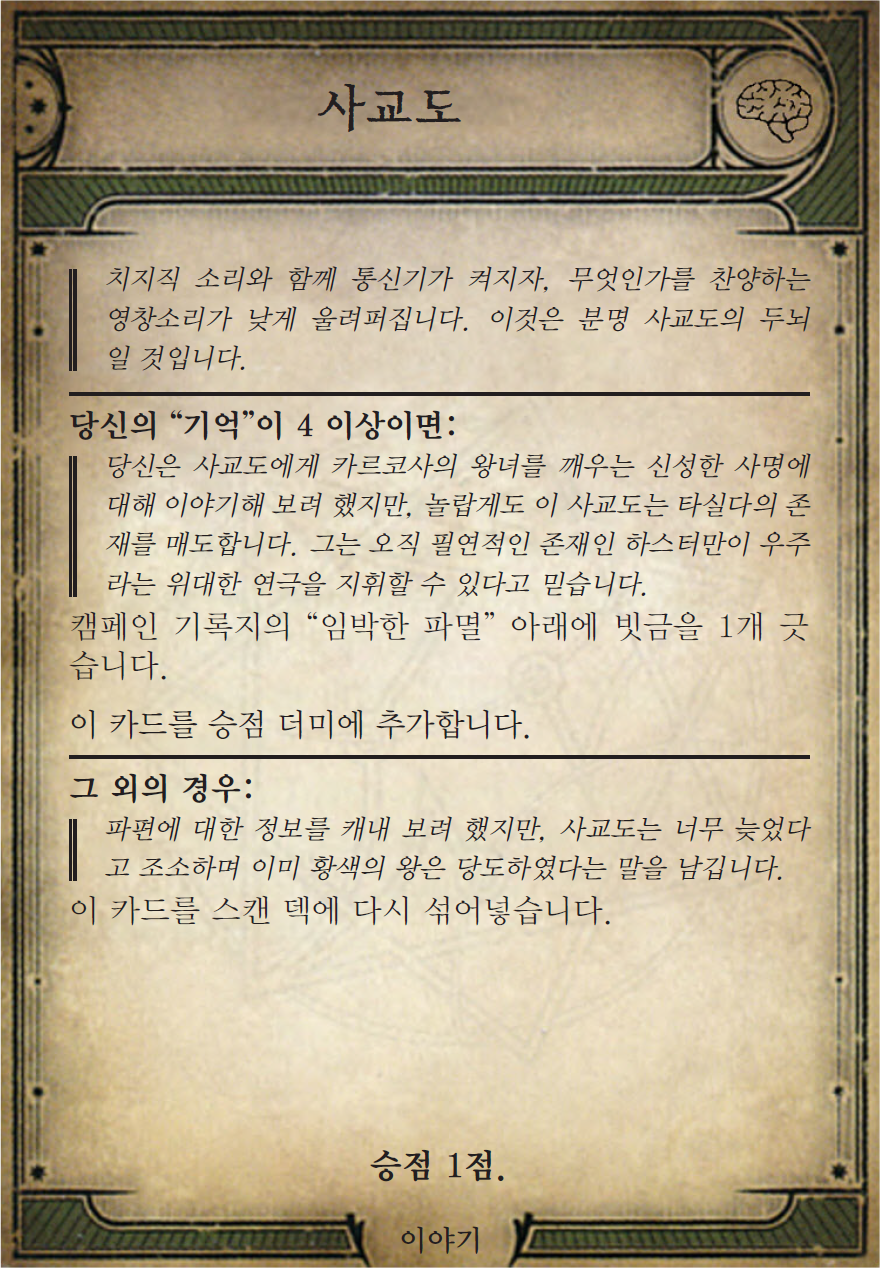 사교도
치지직 소리와 함께 통신기가 켜지자, 무엇인가를 찬양하는
영창소리가 낮게 울려퍼집니다. 이것은 분명 사교도의 두뇌
일 것입니다.
당신의 “기억”이 4 이상이면:
당신은 사교도에게 카르코사의 왕녀를 깨우는 신성한 사명에
대해 이야기해 보려 했지만, 놀랍게도 이 사교도는 타실다의 존
재를 매도합니다. 그는 오직 필연적인 존재인 하스터만이 우주
라는 위대한 연극을 지휘할 수 있다고 믿습니다.
캠페인 기록지의 “임박한 파멸” 아래에 빗금을 1개 긋
습니다.
이 카드를 승점 더미에 추가합니다.
그 외의 경우:
파편에 대한 정보를 캐내 보려 했지만, 사교도는 너무 늦었다
고 조소하며 이미 황색의 왕은 당도하였다는 말을 남깁니다.
이 카드를 스캔 덱에 다시 섞어넣습니다.
승점 1점.
이야기